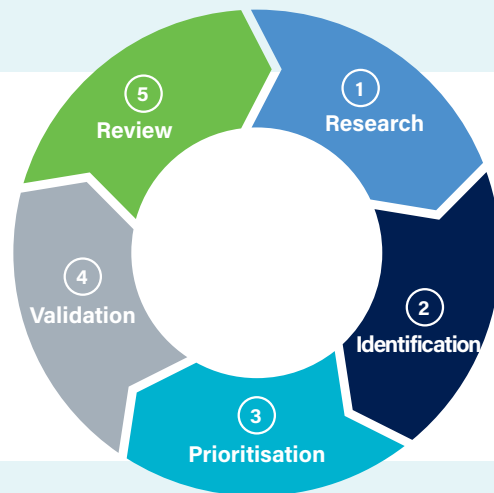 1
Research
2
Identification
3
Prioritisation
4
Validation
5
Review